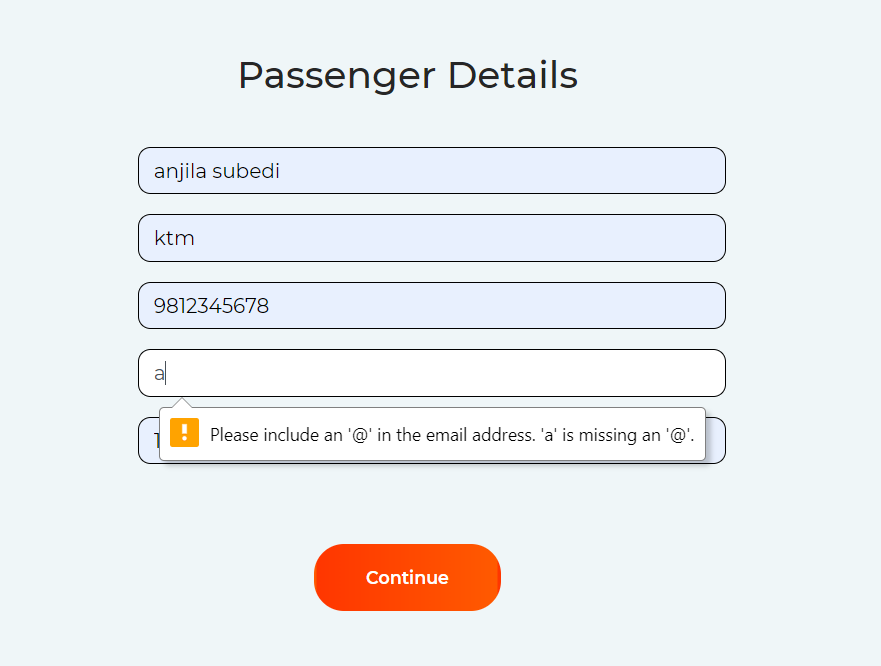 Passenger Details
anjila subedi
ktm
9812345678
a
Please include an '@' in the email address. 'a' is missing an '@'.
Continue